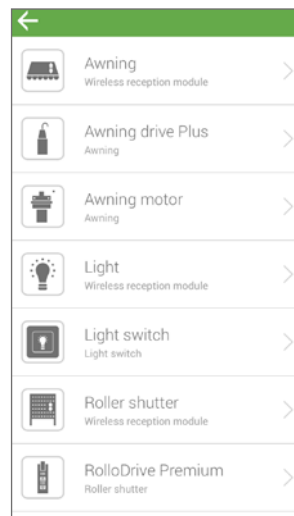 Awning
Wireless reception module
Awning drive Plus
Awning
Awning motor
Awning
Light
Wireless reception module
Light switch
Light switch
Roller shutter
Wireless reception module
RolloDrive Premium
Roller shutter